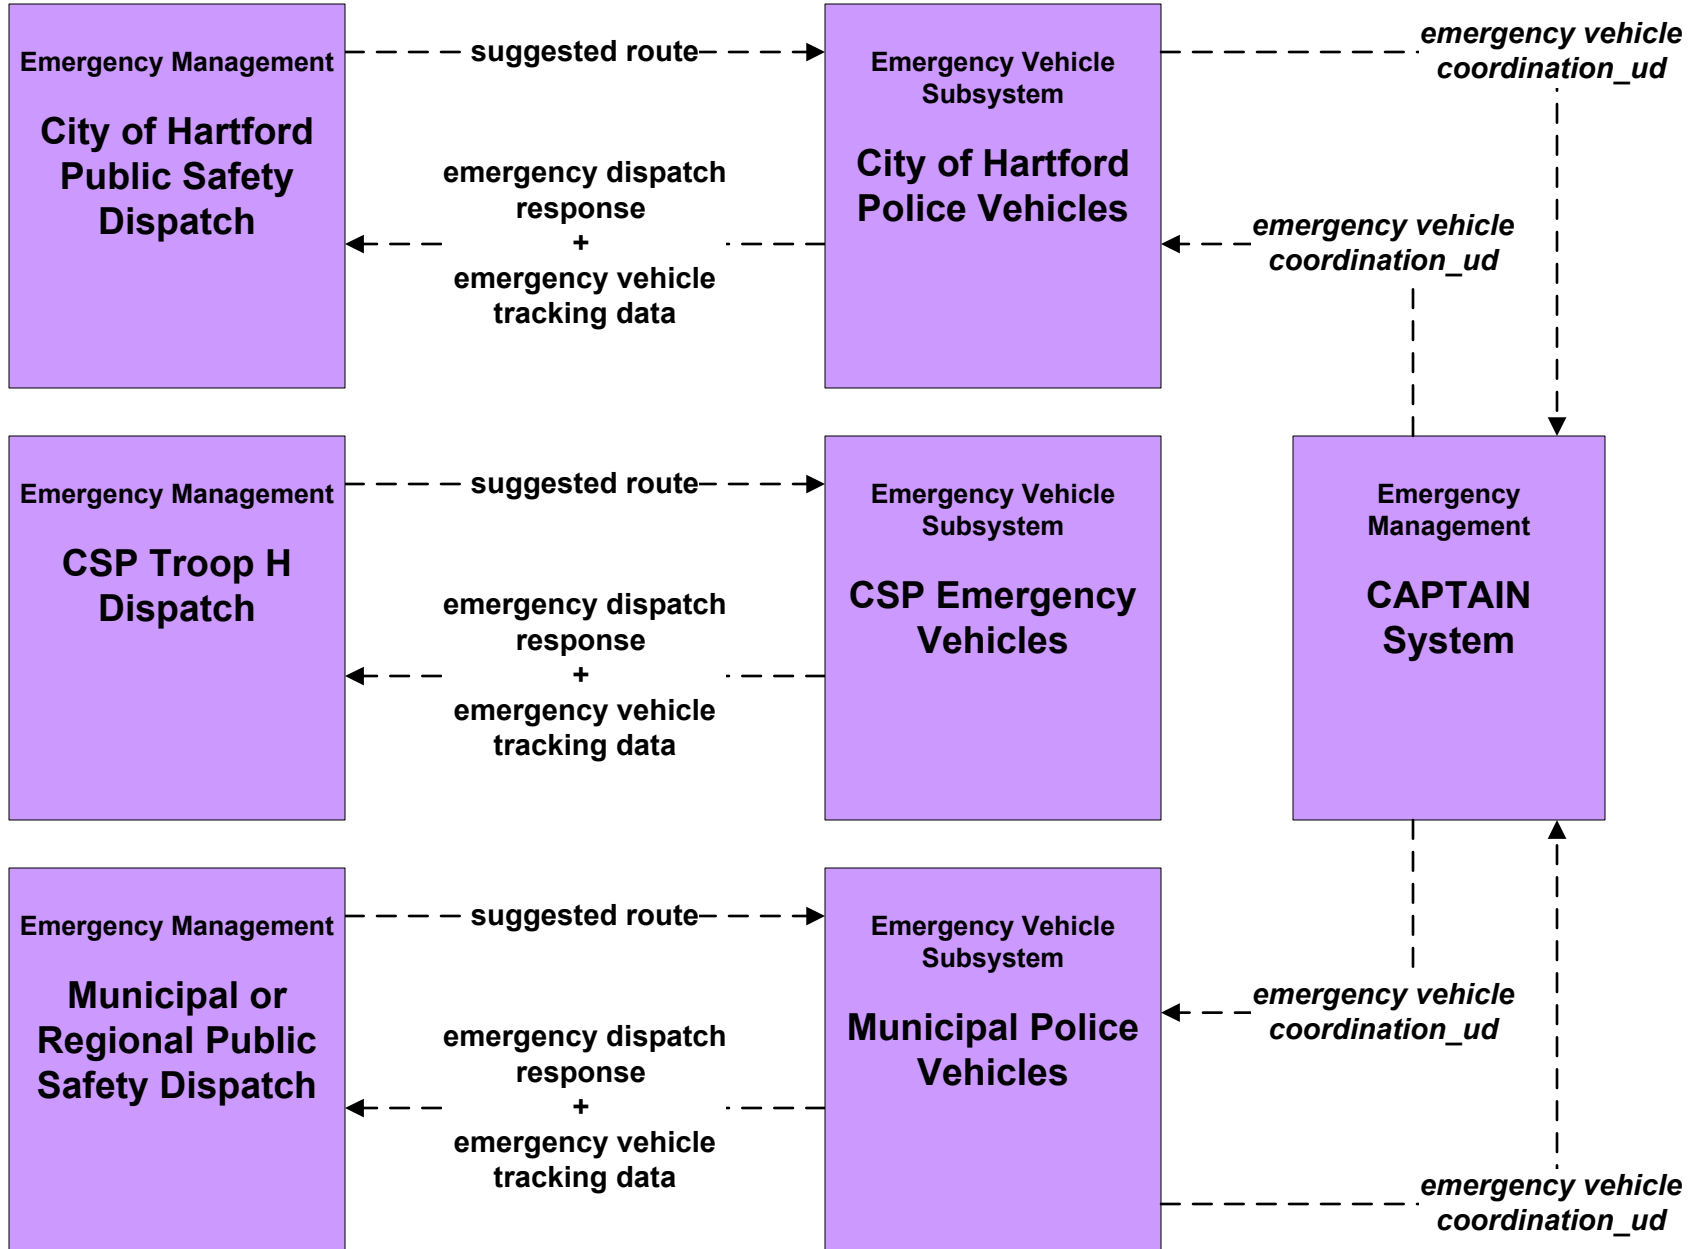 Emergency Management
City of Hartford
Public Safety
Dispatch
suggested route
emergency dispatch
response
+
emergency vehicle
tracking data
Emergency Vehicle
Subsystem
City of Hartford
Police Vehicles
emergency vehicle
coordination_ud
emergency vehicle
coordination_ud
Emergency Management
CSP Troop H
Dispatch
suggested route
emergency dispatch
response
+
emergency vehicle
tracking data
Emergency Vehicle
Subsystem
CSP Emergency
Vehicles
Emergency
Management
CAPTAIN
System
Emergency Management
Municipal or
Regional Public
Safety Dispatch
suggested route
emergency dispatch
response
+
emergency vehicle
tracking data
Emergency Vehicle
Subsystem
Municipal Police
Vehicles
emergency vehicle
coordination_ud
emergency vehicle
coordination_ud